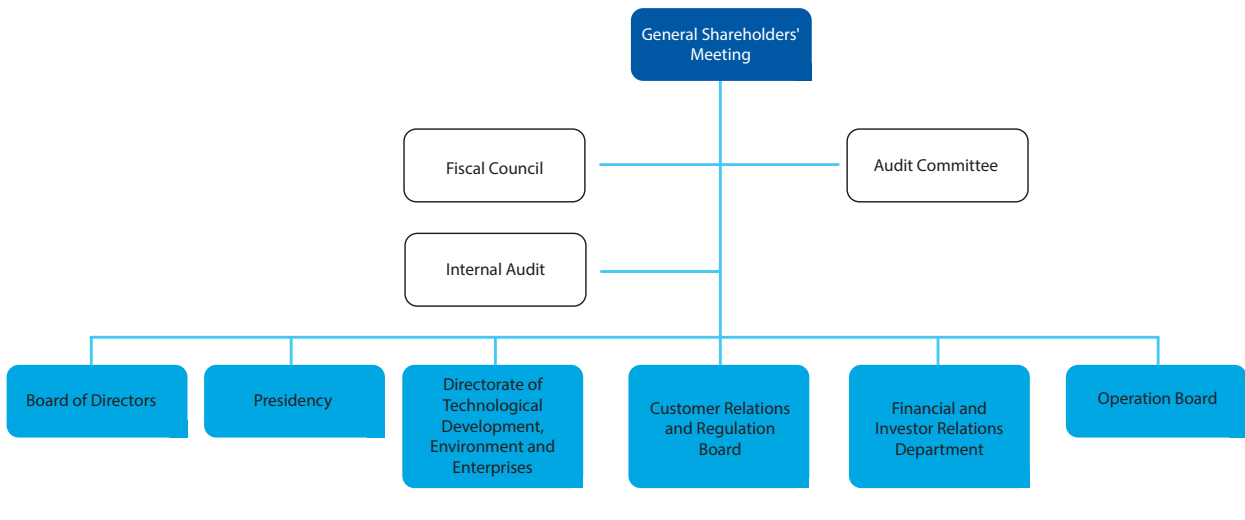 General Shareholders'
Meeting
Fiscal Council
Audit Committee
Internal Audit
Board of Directors
Presidency
Directorate of
Technological
Development,
Environment and
Enterprises
Customer Relations
and Regulation
Board
Financial and
Investor Relations
Department
Operation Board